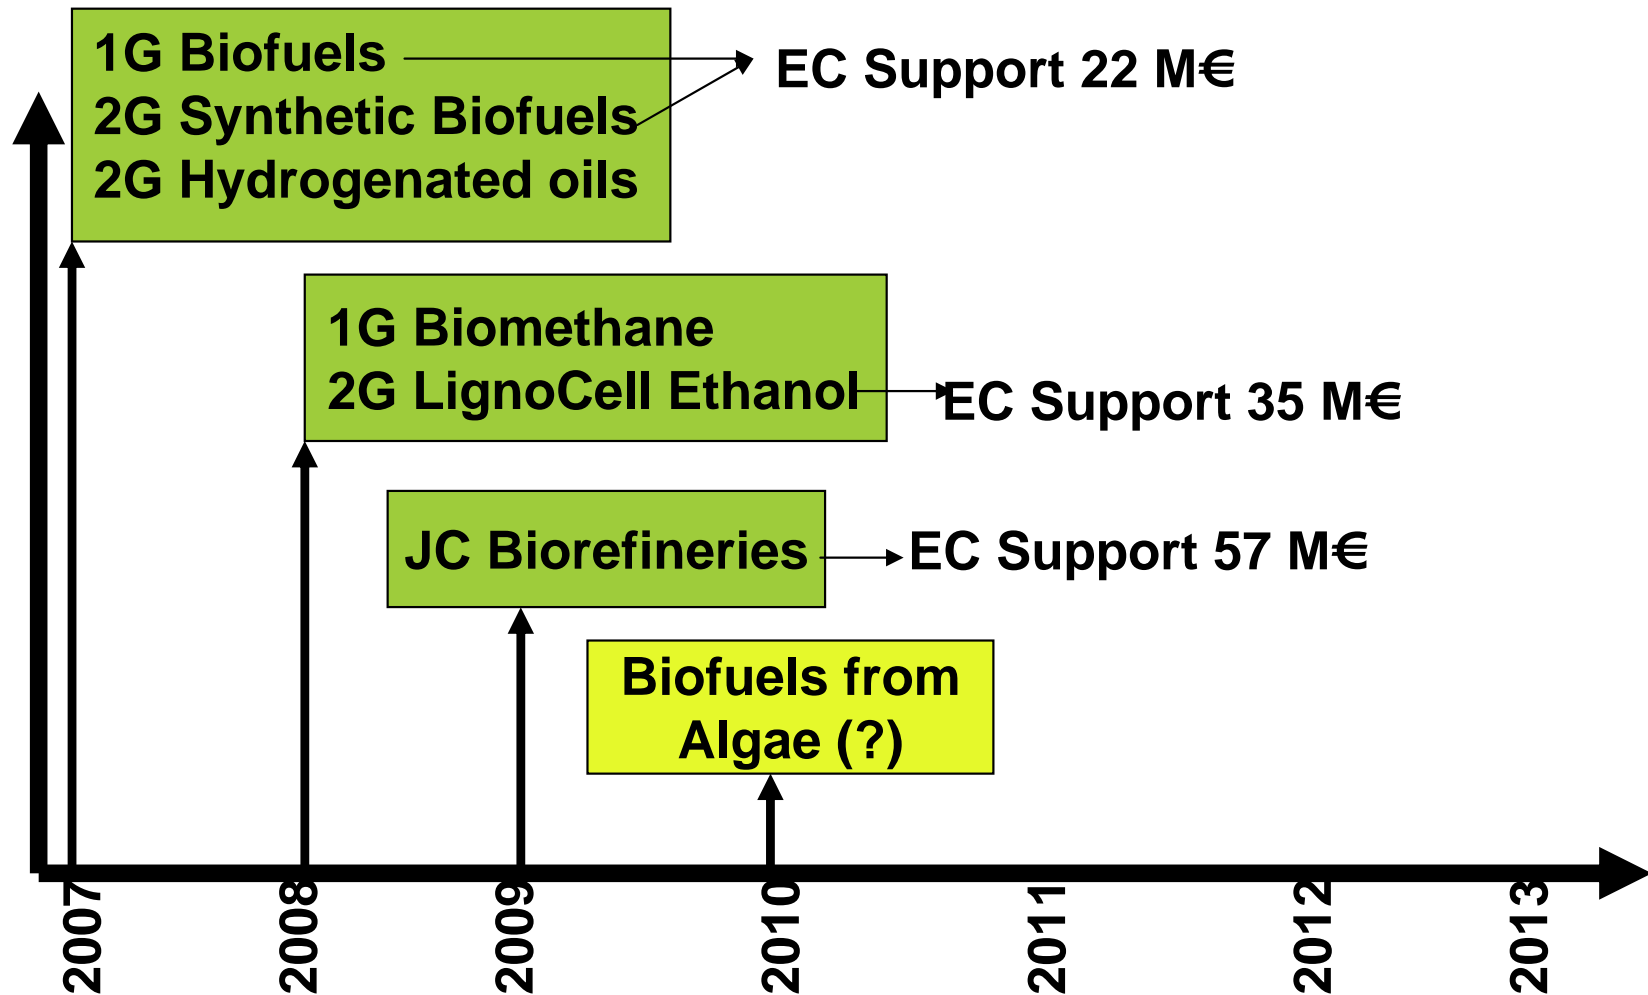 1G Biofuels
2G Synthetic Biofuels
2G Hydrogenated oils
EC Support 22 M€
1G Biomethane
2G LignoCell Ethanol
EC Support 35 M€
JC Biorefineries
EC Support 57 M€
Biofuels from
Algae (?)
2007
2008
2009
2010
2011
2012
2013